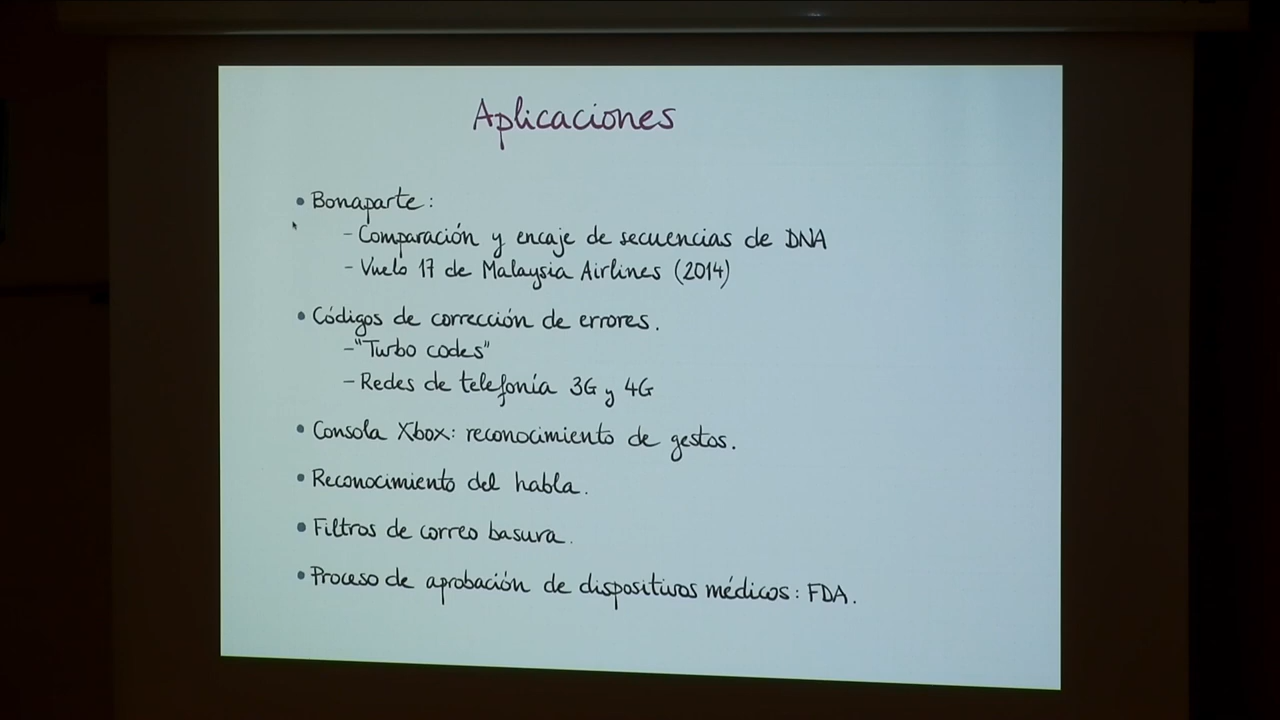 Aplicaciones
• Bonaparte:
- Comparación y encaje de secuencias de DNA
- Vuelo 17 de Malaysia Airlines (2014)
• Códigos de corrección de errores.
- "Turbo codes"
- Redes de telefonía 3G y 4G
• Consola Xbox: reconocimiento de gestos.
• Reconocimiento del habla.
• Filtros de correo basura.
• Proceso de aprobación de dispositivos médicos: FDA.